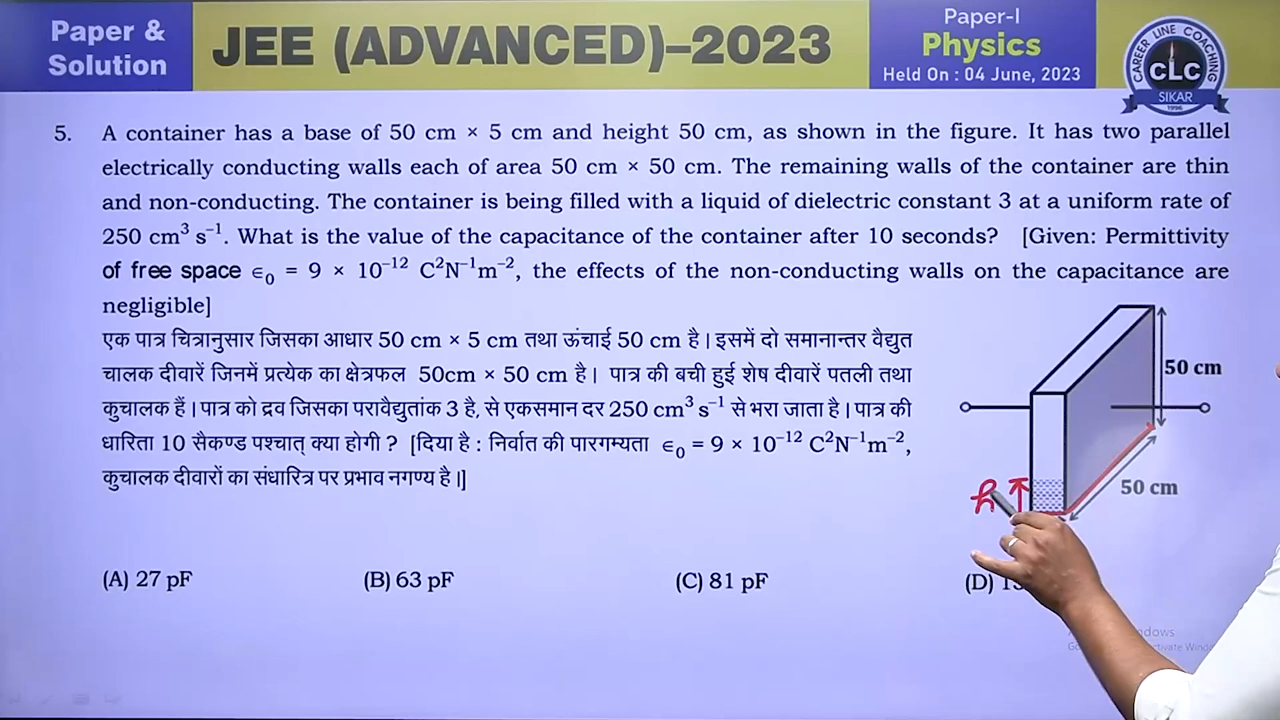 Paper &
Solution
JEE (ADVANCED)–2023
Paper-I
Physics
Held On : 04 June, 2023
CAREER LINE COACHING
CLC
SIKAR
1996
5. A container has a base of 50 cm × 5 cm and height 50 cm, as shown in the figure. It has two parallel
electrically conducting walls each of area 50 cm × 50 cm. The remaining walls of the container are thin
and non-conducting. The container is being filled with a liquid of dielectric constant 3 at a uniform rate of
250 cm³ s⁻¹. What is the value of the capacitance of the container after 10 seconds? [Given: Permittivity
of free space ϵ₀ = 9 × 10⁻¹² C²N⁻¹m⁻², the effects of the non-conducting walls on the capacitance are
negligible]
एक पात्र चित्रानुसार जिसका आधार 50 cm × 5 cm तथा ऊंचाई 50 cm है। इसमें दो समानान्तर वैद्युत
चालक दीवारें जिनमें प्रत्येक का क्षेत्रफल 50cm × 50 cm है। पात्र की बची हुई शेष दीवारें पतली तथा
कुचालक हैं। पात्र को द्रव जिसका परावैद्युतांक 3 है, से एकसमान दर 250 cm³ s⁻¹ से भरा जाता है। पात्र की
धारिता 10 सैकण्ड पश्चात् क्या होगी ? [दिया है : निर्वात की पारगम्यता ϵ₀ = 9 × 10⁻¹² C²N⁻¹m⁻²,
कुचालक दीवारों का संधारित्र पर प्रभाव नगण्य है।]
50 cm
50 cm
h
(A) 27 pF
(B) 63 pF
(C) 81 pF
(D)